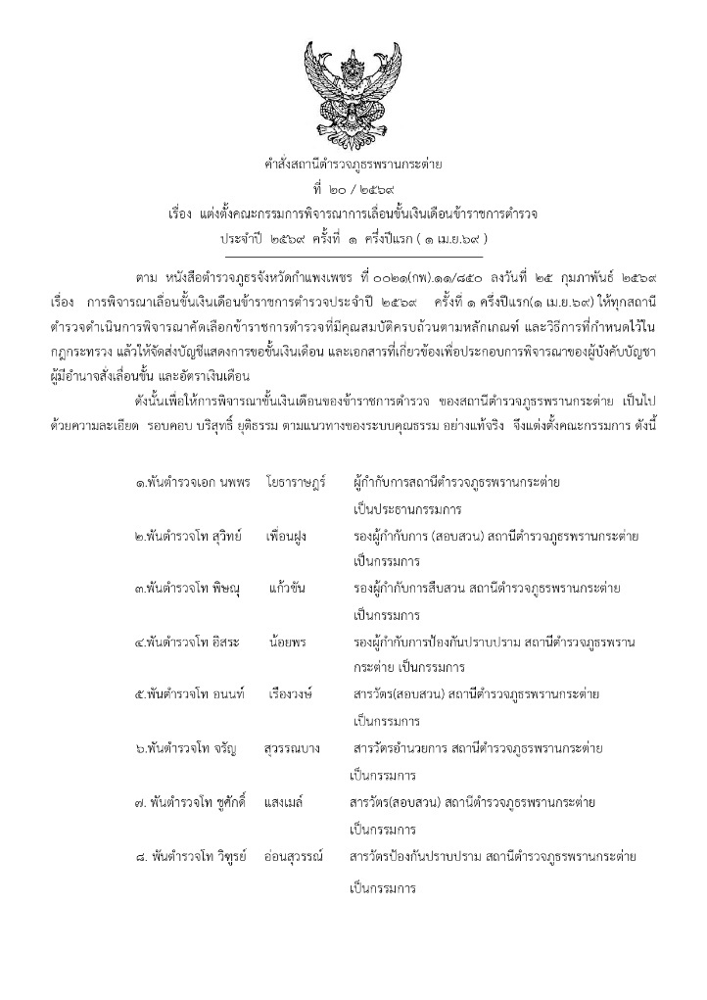 คำสั่งสถานีตำรวจภูธรพรานกระต่าย
ที่ ๒๐ / ๒๕๖๙
เรื่อง แต่งตั้งคณะกรรมการพิจารณาการเลื่อนขั้นเงินเดือนข้าราชการตำรวจ
ประจำปี ๒๕๖๙ ครั้งที่ ๑ ครึ่งปีแรก ( ๑ เม.ย.๖๙ )
ตาม หนังสือตำรวจภูธรจังหวัดกำแพงเพชร ที่ ๐๐๒๑(กพ).๑๑/๘๕๐ ลงวันที่ ๒๕ กุมภาพันธ์ ๒๕๖๙
เรื่อง การพิจารณาเลื่อนขั้นเงินเดือนข้าราชการตำรวจประจำปี ๒๕๖๙ ครั้งที่ ๑ ครึ่งปีแรก(๑ เม.ย.๖๙) ให้ทุกสถานี
ตำรวจดำเนินการพิจารณาคัดเลือกข้าราชการตำรวจที่มีคุณสมบัติครบถ้วนตามหลักเกณฑ์ และวิธีการที่กำหนดไว้ใน
กฎกระทรวง แล้วให้จัดส่งบัญชีแสดงการขอขั้นเงินเดือน และเอกสารที่เกี่ยวข้องเพื่อประกอบการพิจารณาของผู้บังคับบัญชา
ผู้มีอำนาจสั่งเลื่อนขั้น และอัตราเงินเดือน
ดังนั้นเพื่อให้การพิจารณาขั้นเงินเดือนของข้าราชการตำรวจ ของสถานีตำรวจภูธรพรานกระต่าย เป็นไป
ด้วยความละเอียด รอบคอบ บริสุทธิ์ ยุติธรรม ตามแนวทางของระบบคุณธรรม อย่างแท้จริง จึงแต่งตั้งคณะกรรมการ ดังนี้
๑.พันตำรวจเอก นพพร โยธาราษฎร์ ผู้กำกับการสถานีตำรวจภูธรพรานกระต่าย
เป็นประธานกรรมการ
๒.พันตำรวจโท สุวิทย์ เพื่อนฝูง รองผู้กำกับการ (สอบสวน) สถานีตำรวจภูธรพรานกระต่าย
เป็นกรรมการ
๓.พันตำรวจโท พิษณุ แก้วขัน รองผู้กำกับการสืบสวน สถานีตำรวจภูธรพรานกระต่าย
เป็นกรรมการ
๔.พันตำรวจโท อิสระ น้อยพร รองผู้กำกับการป้องกันปราบปราม สถานีตำรวจภูธรพราน
กระต่าย เป็นกรรมการ
๕.พันตำรวจโท อนนท์ เรืองวงษ์ สารวัตร(สอบสวน) สถานีตำรวจภูธรพรานกระต่าย
เป็นกรรมการ
๖.พันตำรวจโท จรัญ สุวรรณบาง สารวัตรอำนวยการ สถานีตำรวจภูธรพรานกระต่าย
เป็นกรรมการ
๗. พันตำรวจโท ชูศักดิ์ แสงเมล์ สารวัตร(สอบสวน) สถานีตำรวจภูธรพรานกระต่าย
เป็นกรรมการ
๘. พันตำรวจโท วิฑูรย์ อ่อนสุวรรณ์ สารวัตรป้องกันปราบปราม สถานีตำรวจภูธรพรานกระต่าย
เป็นกรรมการ